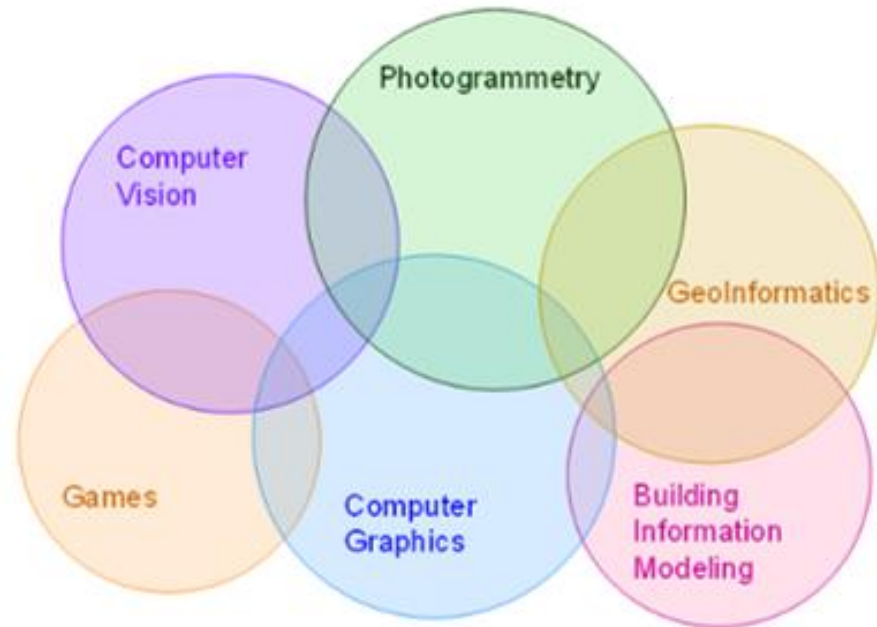 Photogrammetry
Computer
Vision
GeoInformatics
Games
Computer
Graphics
Building
Information
Modeling